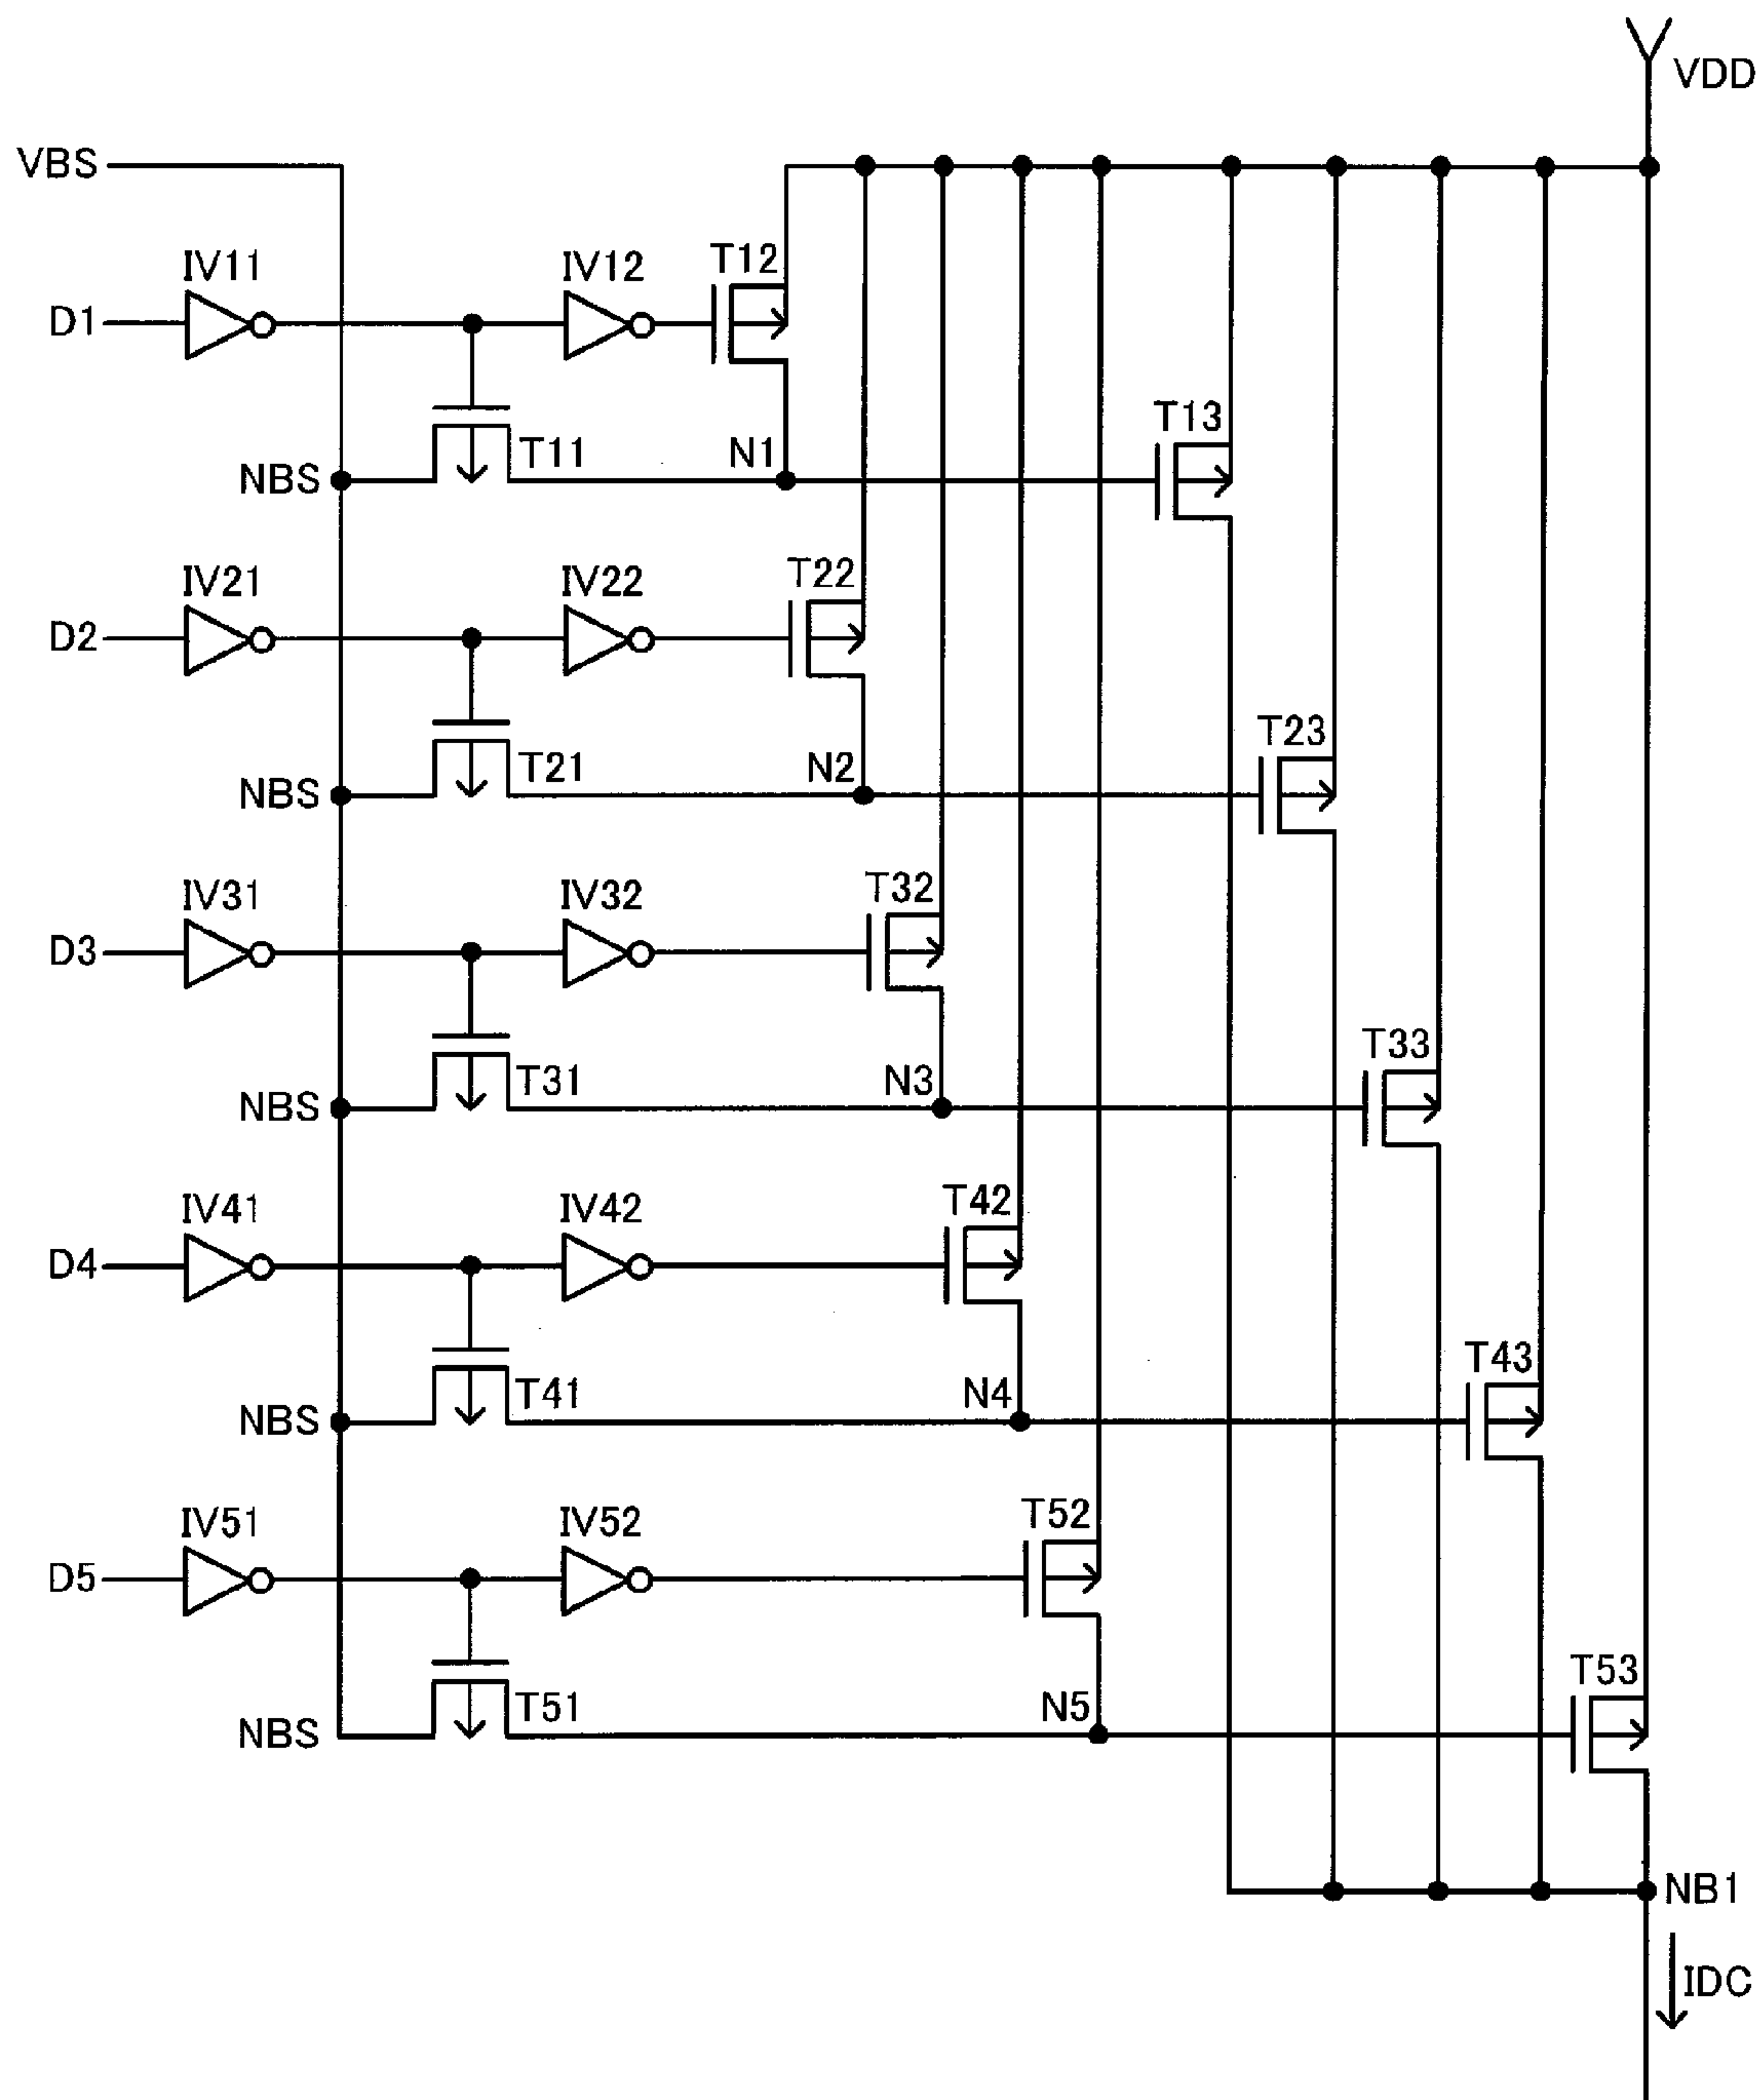 VDD
VBS
IV11
IV12
T12
D1
T13
NBS
T11
N1
IV21
IV22
T22
D2
T23
NBS
T21
N2
IV31
IV32
T32
D3
T33
NBS
T31
N3
IV41
IV42
T42
D4
T43
NBS
T41
N4
IV51
IV52
T52
D5
T53
NBS
T51
N5
NB1
IDC